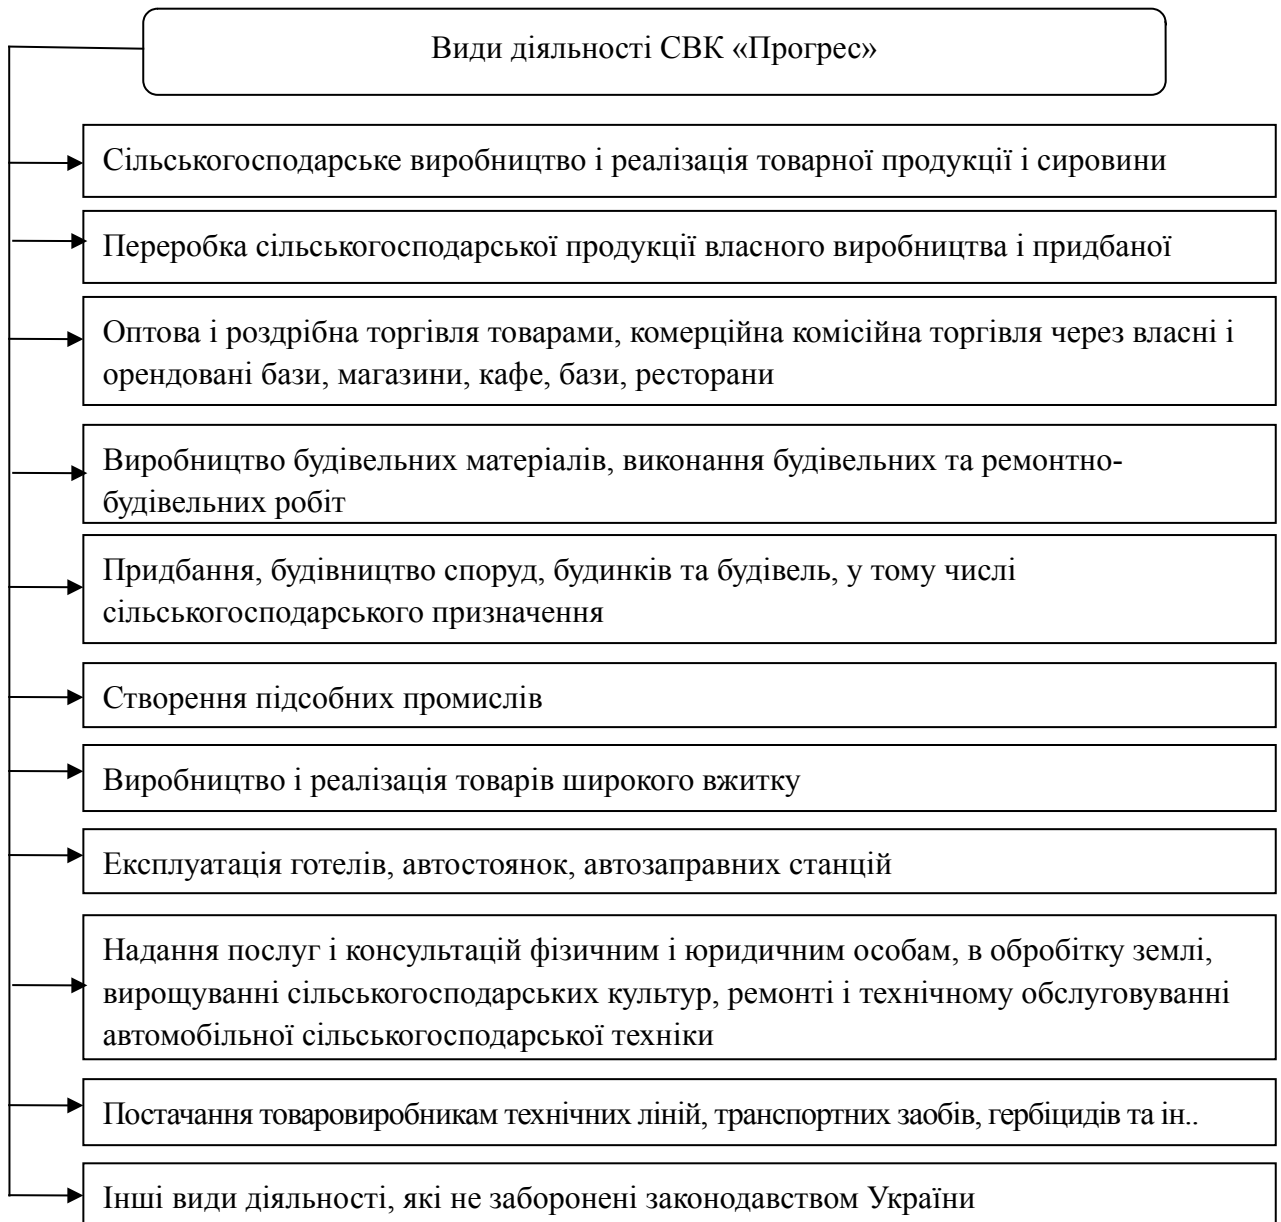 Види діяльності СВК «Прогрес»
Сільськогосподарське виробництво і реалізація товарної продукції і сировини
Переробка сільськогосподарської продукції власного виробництва і придбаної
Оптова і роздрібна торгівля товарами, комерційна комісійна торгівля через власні і
орендовані бази, магазини, кафе, бази, ресторани
Виробництво будівельних матеріалів, виконання будівельних та ремонтно-
будівельних робіт
Придбання, будівництво споруд, будинків та будівель, у тому числі
сільськогосподарського призначення
Створення підсобних промислів
Виробництво і реалізація товарів широкого вжитку
Експлуатація готелів, автостоянок, автозаправних станцій
Надання послуг і консультацій фізичним і юридичним особам, в обробітку землі,
вирощуванні сільськогосподарських культур, ремонті і технічному обслуговуванні
автомобільної сільськогосподарської техніки
Постачання товаровиробникам технічних ліній, транспортних заобів, гербіцидів та ін..
Інші види діяльності, які не заборонені законодавством України